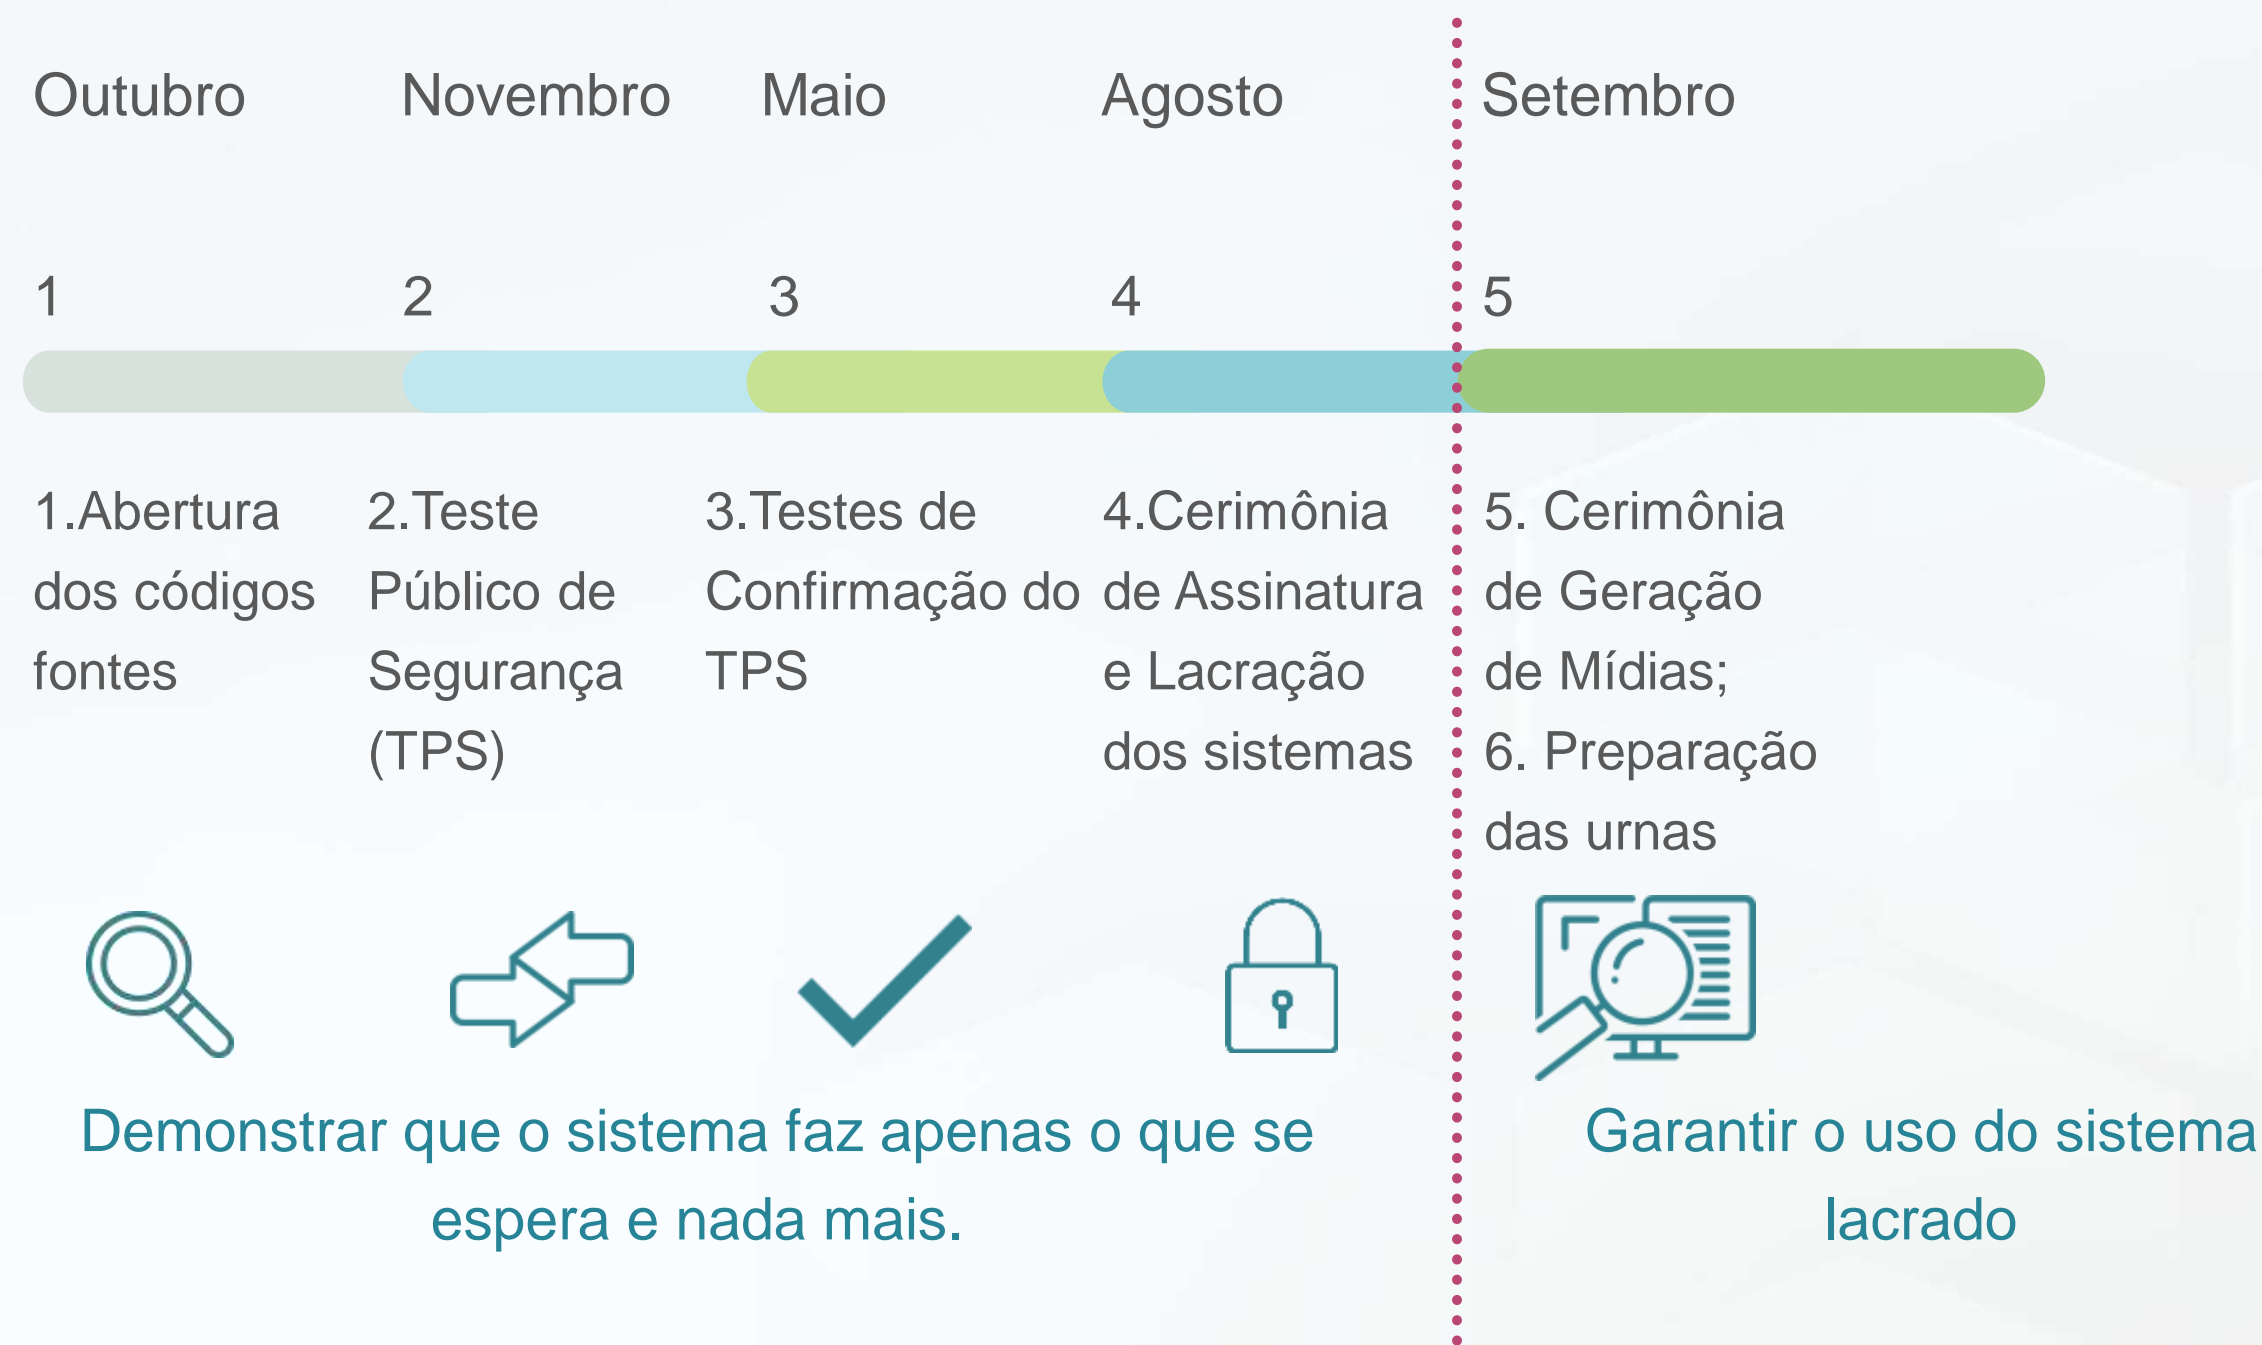 Outubro
Novembro
Maio
Agosto
Setembro
1
2
3
4
5
1.Abertura
dos códigos
fontes
2.Teste
Público de
Segurança
(TPS)
3.Testes de
Confirmação do
TPS
4.Cerimônia
de Assinatura
e Lacração
dos sistemas
5. Cerimônia
de Geração
de Mídias;
6. Preparação
das urnas
Demonstrar que o sistema faz apenas o que se
espera e nada mais.
Garantir o uso do sistema
lacrado